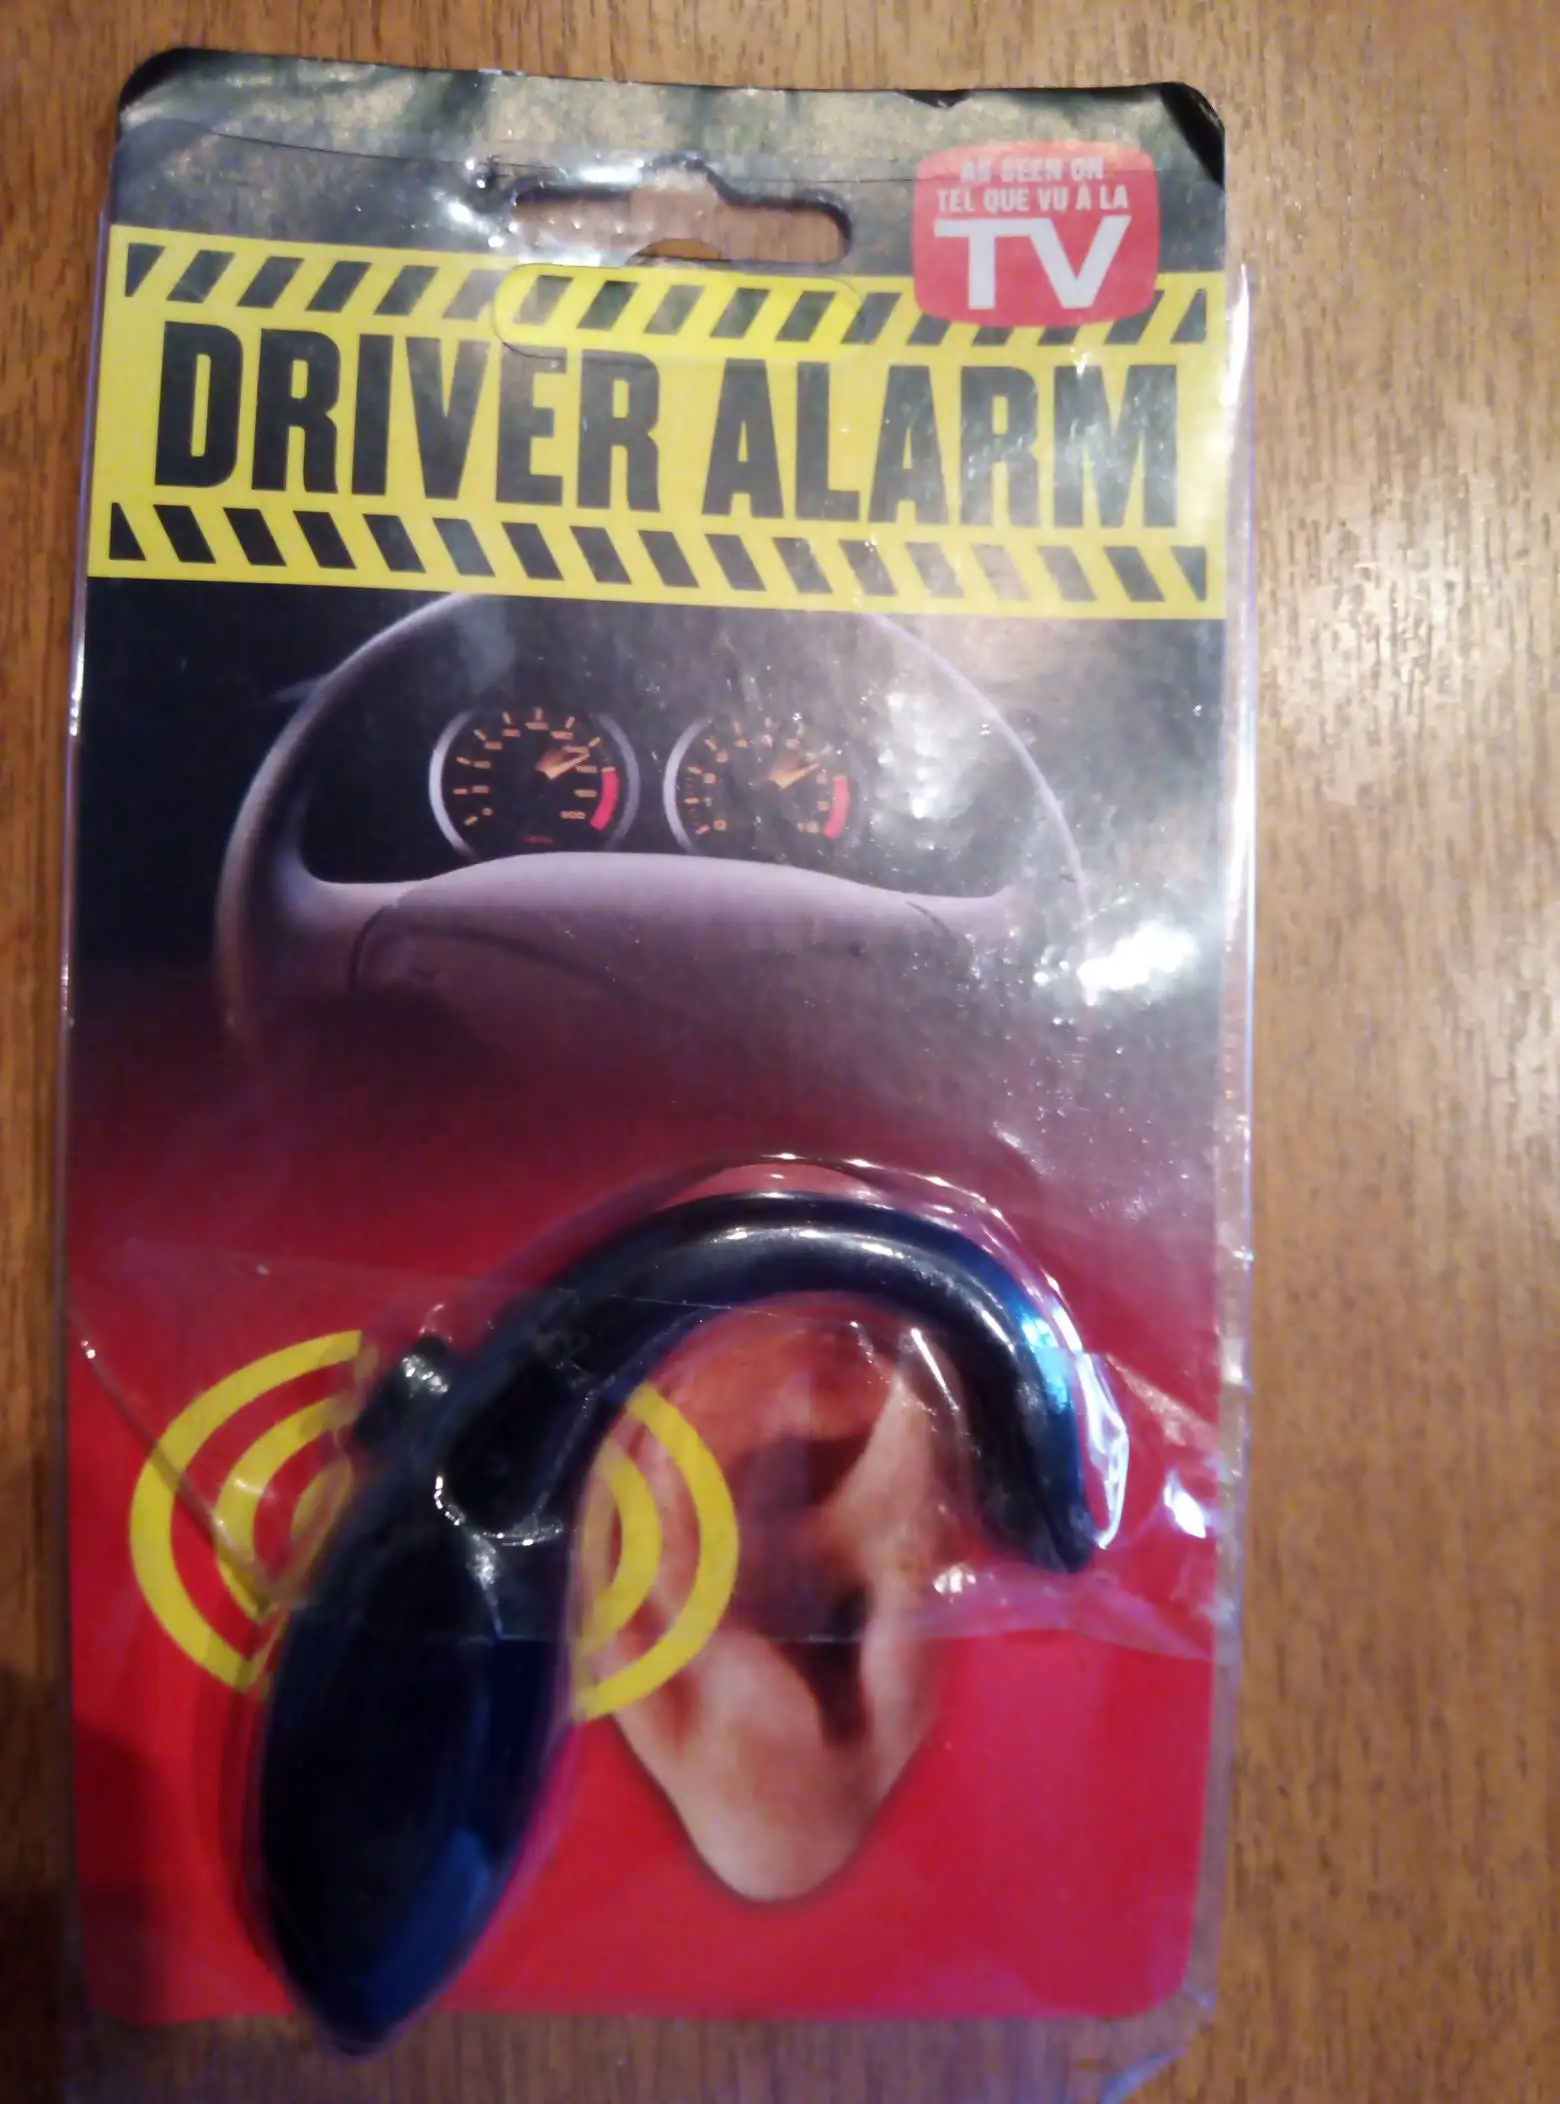 AS SEEN ON
TEL QUE VU À LA
TV
DRIVER ALARM